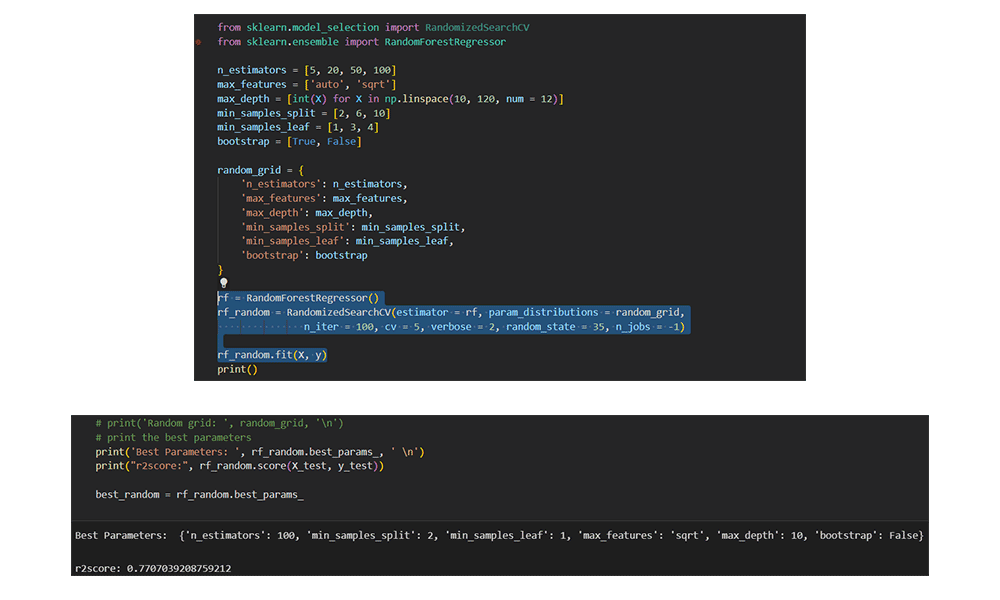 from sklearn.model_selection import RandomizedSearchCV
from sklearn.ensemble import RandomForestRegressor
n_estimators = [5, 20, 50, 100]
max_features = ['auto', 'sqrt']
max_depth = [int(X) for X in np.linspace(10, 120, num = 12)]
min_samples_split = [2, 6, 10]
min_samples_leaf = [1, 3, 4]
bootstrap = [True, False]
random_grid = {
'n_estimators': n_estimators,
'max_features': max_features,
'max_depth': max_depth,
'min_samples_split': min_samples_split,
'min_samples_leaf': min_samples_leaf,
'bootstrap': bootstrap
}
rf = RandomForestRegressor()
rf_random = RandomizedSearchCV(estimator = rf, param_distributions = random_grid,
n_iter = 100, cv = 5, verbose = 2, random_state = 35, n_jobs = -1)
rf_random.fit(X, y)
print()
# print('Random grid: ', random_grid, '\n')
# print the best parameters
print('Best Parameters: ', rf_random.best_params_, ' \n')
print("r2score:", rf_random.score(X_test, y_test))
best_random = rf_random.best_params_
Best Parameters:  {'n_estimators': 100, 'min_samples_split': 2, 'min_samples_leaf': 1, 'max_features': 'sqrt', 'max_depth': 10, 'bootstrap': False}
r2score: 0.7707039208759212